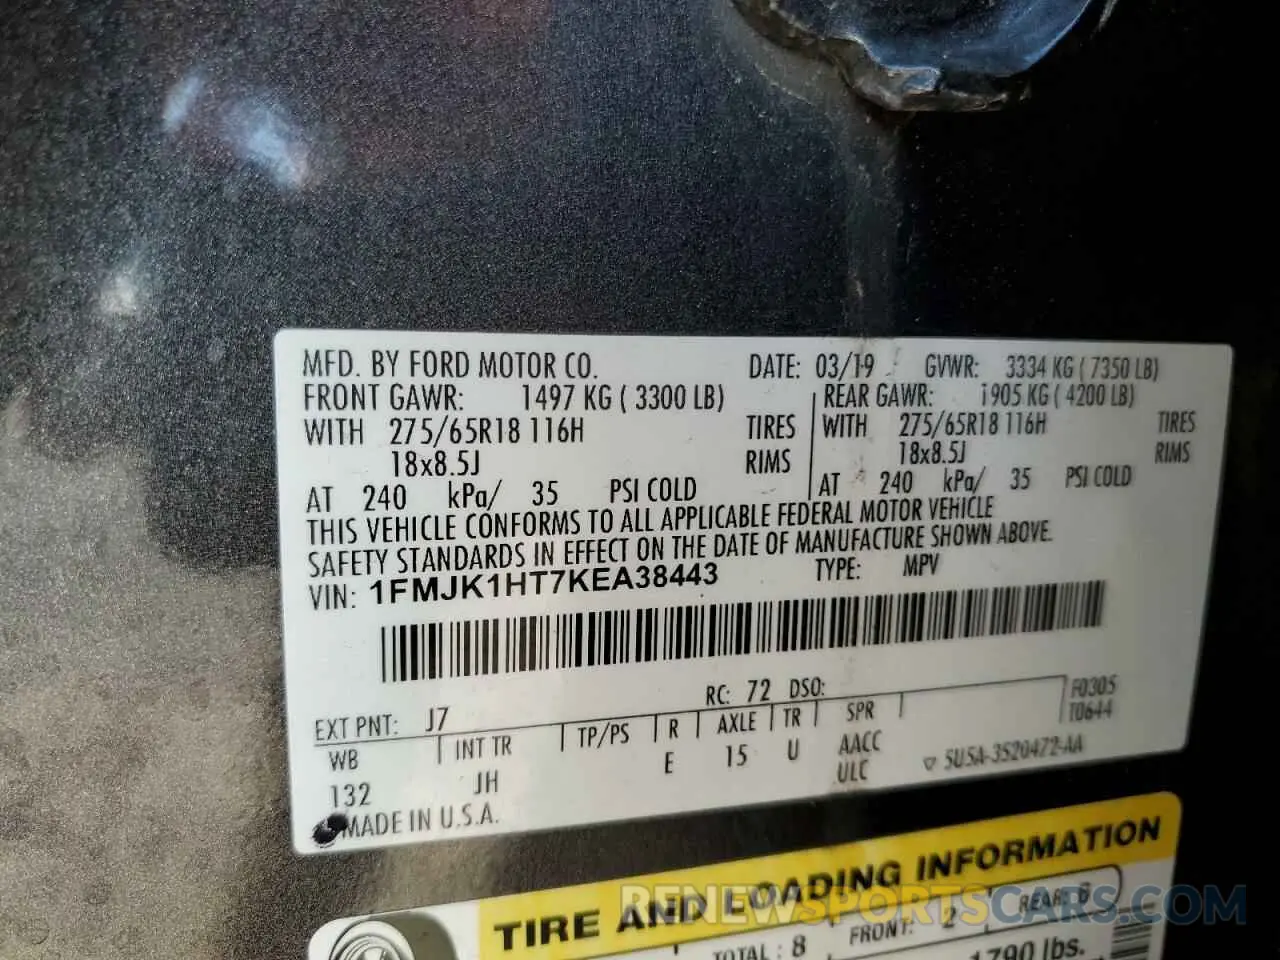 MFD. BY FORD MOTOR CO. DATE: 03/19 GVWR: 3334 KG ( 7350 LB)
FRONT GAWR: 1497 KG ( 3300 LB) REAR GAWR: 1905 KG ( 4200 LB)
WITH 275/65R18 116H TIRES WITH 275/65R18 116H TIRES
18x8.5J RIMS 18x8.5J RIMS
AT 240 kPa/ 35 PSI COLD AT 240 kPa/ 35 PSI COLD
THIS VEHICLE CONFORMS TO ALL APPLICABLE FEDERAL MOTOR VEHICLE
SAFETY STANDARDS IN EFFECT ON THE DATE OF MANUFACTURE SHOWN ABOVE.
VIN: 1FMJK1HT7KEA38443 TYPE: MPV
RC: 72 DSO:
EXT PNT: J7 F0305
WB INT TR TP/PS R AXLE TR SPR T0644
132 JH E 15 U AACC
ULC ▽ 5U5A-3520472-AA
MADE IN U.S.A.
TIRE AND LOADING INFORMATION
TOTAL : 8 FRONT: 2 REAR: 6
1790 lbs.
RENEWSPORTSCARS.COM